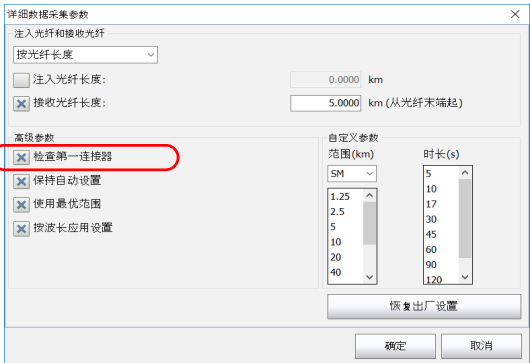 详细数据采集参数
注入光纤和接收光纤
按光纤长度
注入光纤长度:
0.0000 km
接收光纤长度:
5.0000 km (从光纤末端起)
高级参数
检查第一连接器
保持自动设置
使用最优范围
按波长应用设置
自定义参数
范围(km) 时长(s)
SM
1.25
2.5
5
10
20
40
5
10
17
30
45
60
90
120
恢复出厂设置
确定 取消